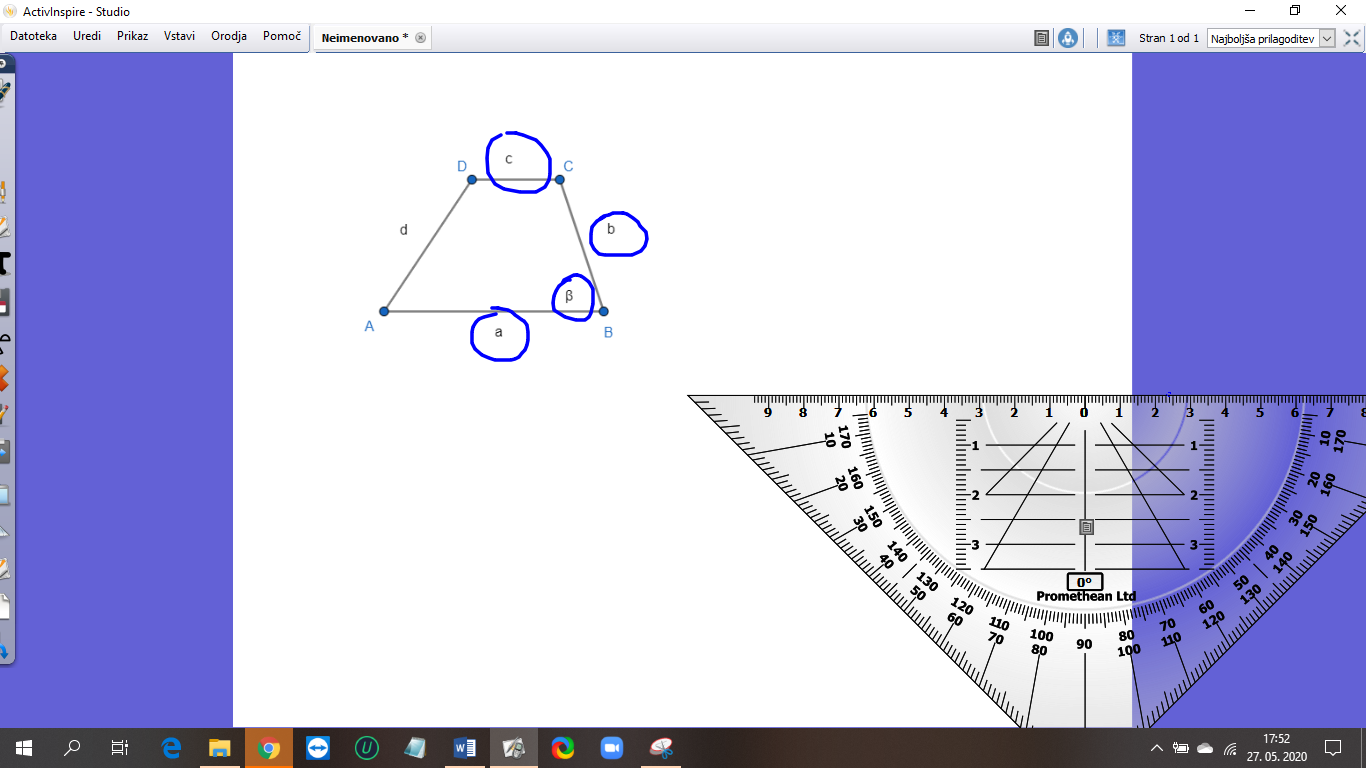 ActivInspire - Studio
Datoteka Uredi Prikaz Vstavi Orodja Pomoč
Neimenovano *
Stran 1 od 1
Najboljša prilagoditev
D c C
d b
β
A a B
9 8 7 6 5 4 3 2 1 0 1 2 3 4 5 6 7 8
170 10 1 1 10 170
160 20 2 2 20 160
150 30 30 150
140 40 3 3 40 140
130 50 50 130
0°
Promethean Ltd
120 60 60 120
110 70 70 110
100 80 90 80 100
17:52
27. 05. 2020